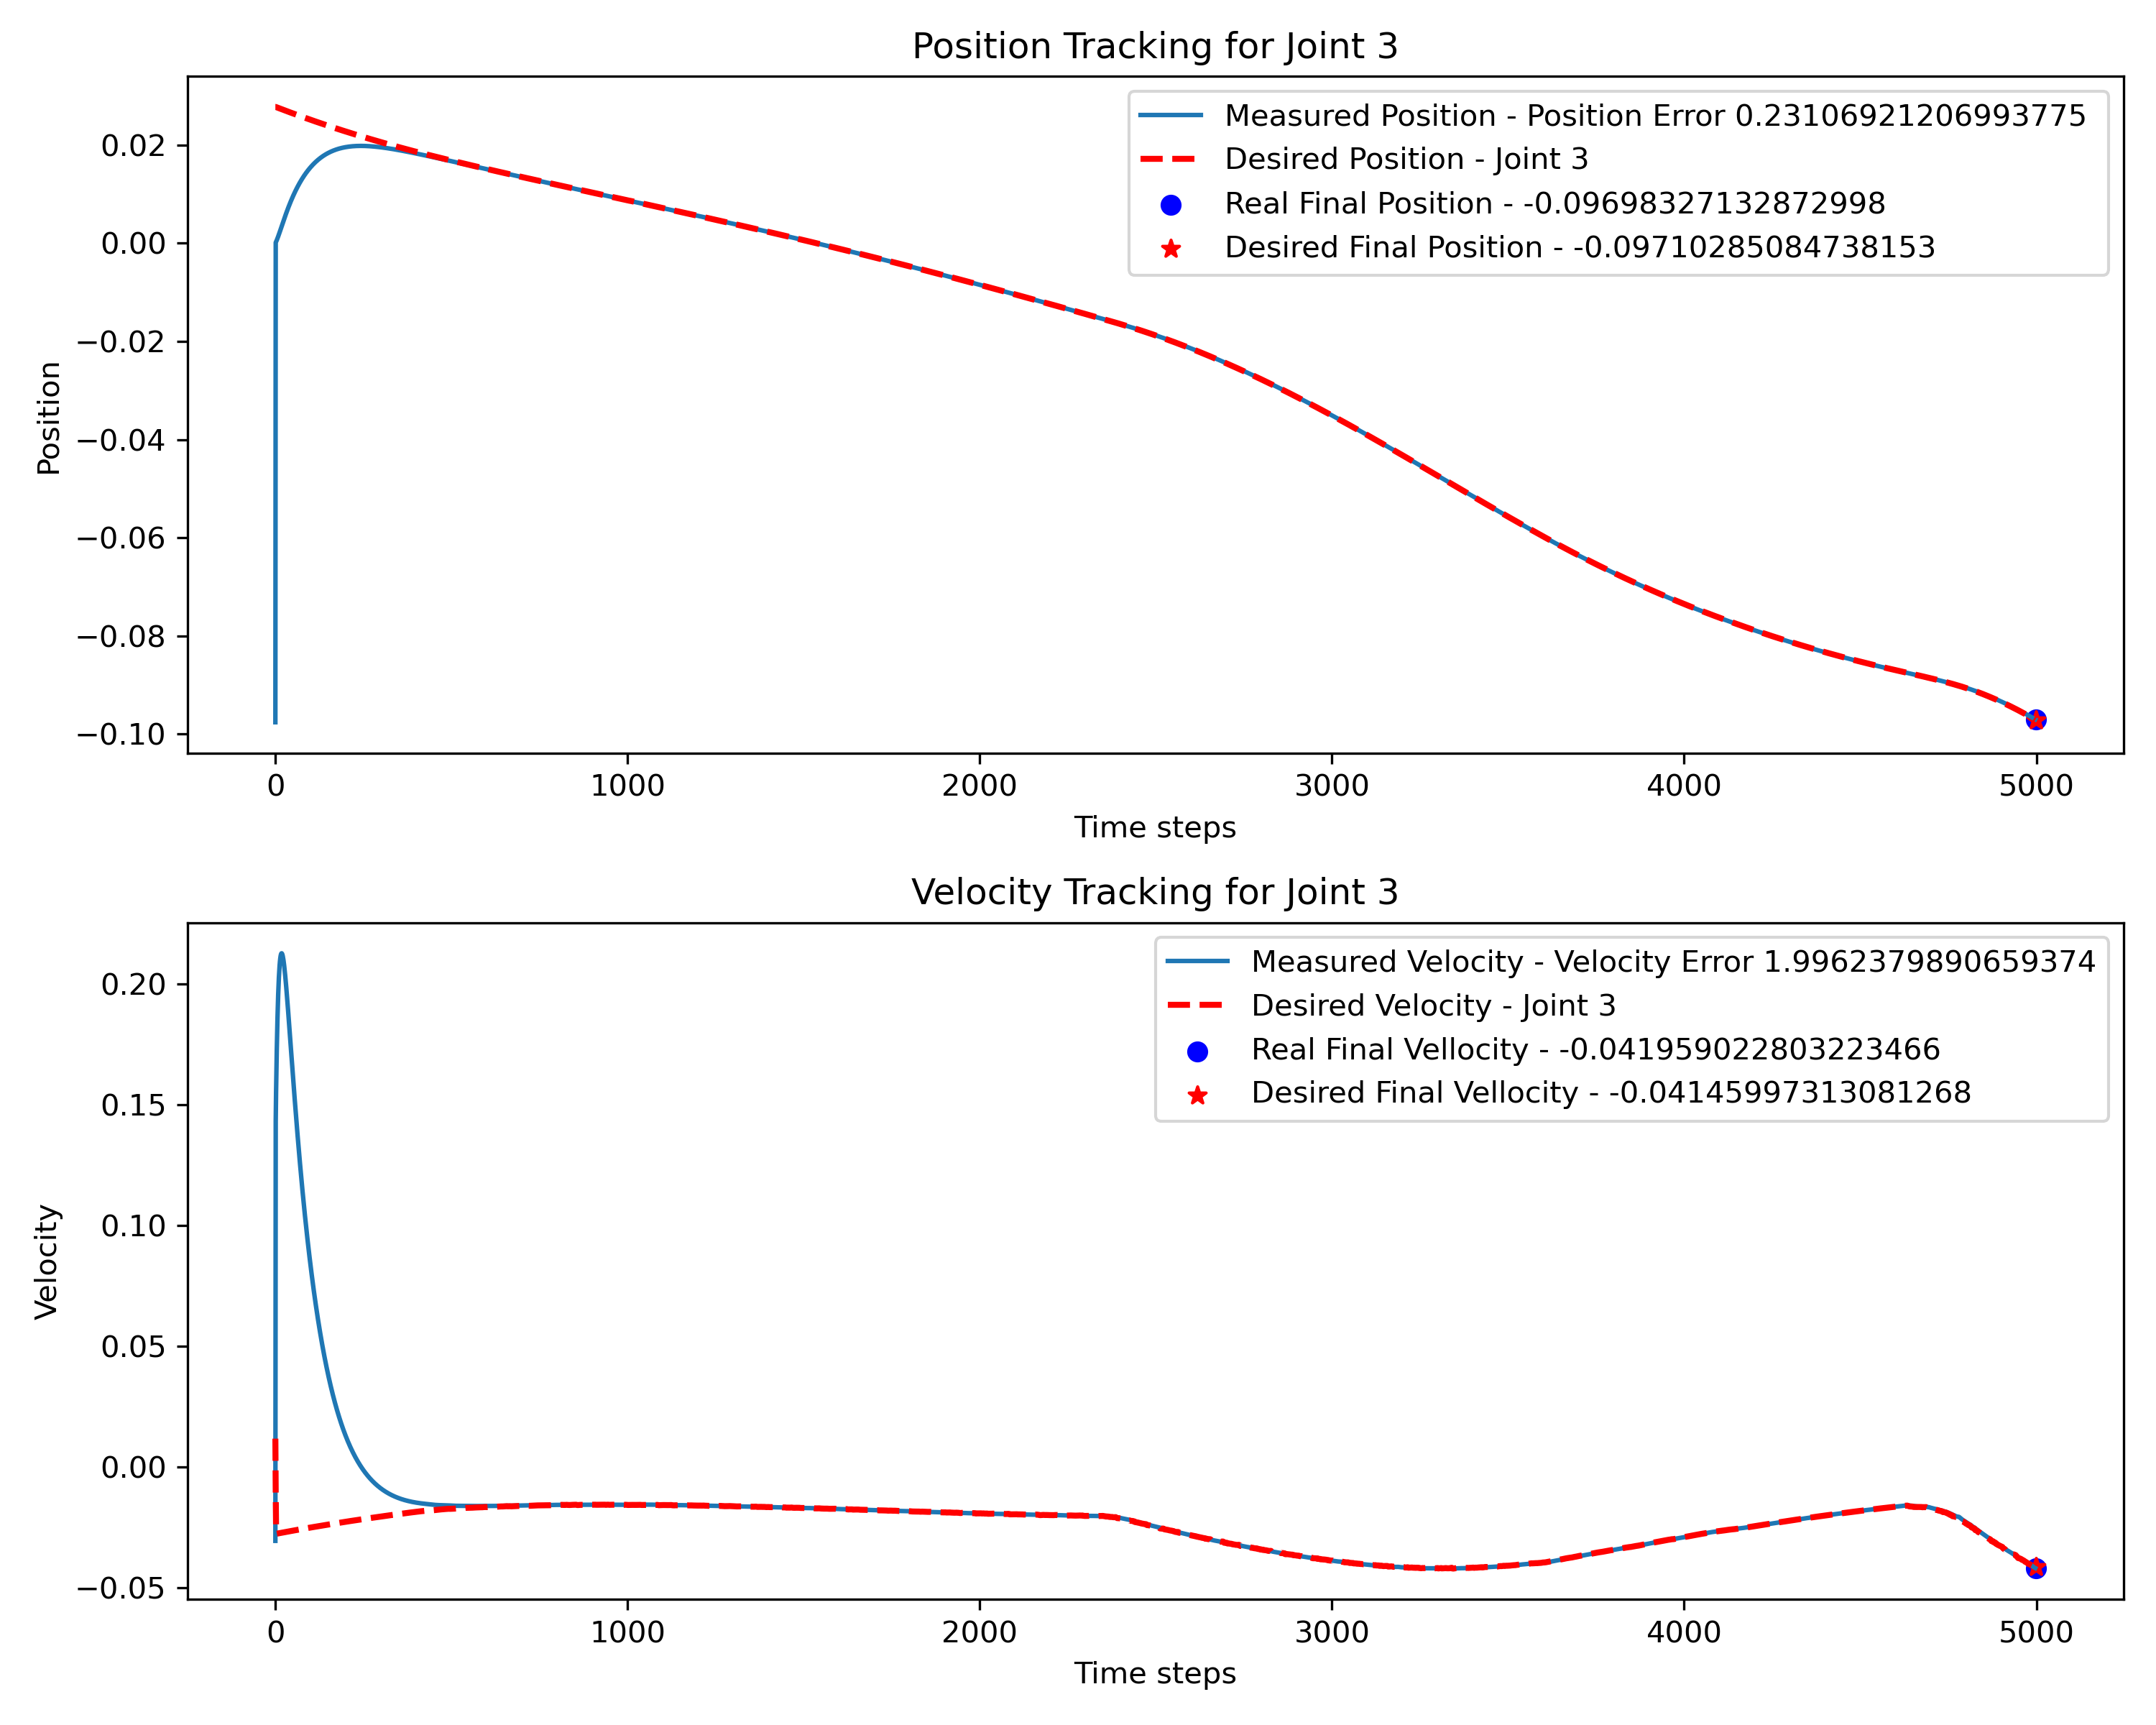 Position Tracking for Joint 3
Measured Position - Position Error 0.23106921206993775
Desired Position - Joint 3
Real Final Position - -0.09698327132872998
Desired Final Position - -0.09710285084738153
0.02
0.00
−0.02
−0.04
−0.06
−0.08
−0.10
Position
0 1000 2000 3000 4000 5000
Time steps
Velocity Tracking for Joint 3
Measured Velocity - Velocity Error 1.9962379890659374
Desired Velocity - Joint 3
Real Final Vellocity - -0.041959022803223466
Desired Final Vellocity - -0.04145997313081268
0.20
0.15
0.10
0.05
0.00
−0.05
Velocity
0 1000 2000 3000 4000 5000
Time steps